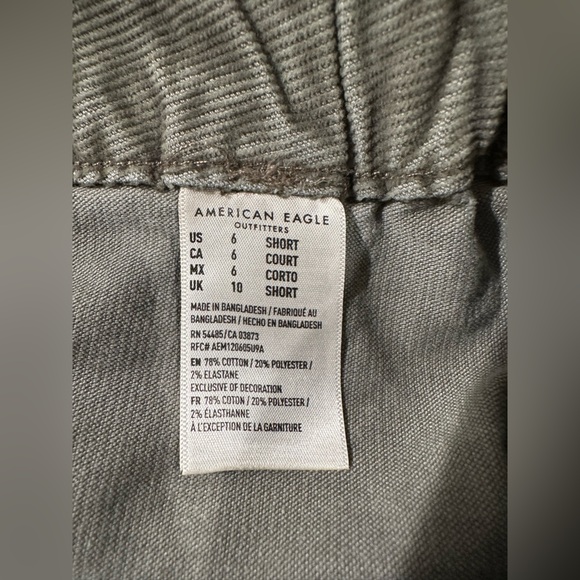 AMERICAN EAGLE
OUTFITTERS
US 6 SHORT
CA 6 COURT
MX 6 CORTO
UK 10 SHORT
MADE IN BANGLADESH / FABRIQUÉ AU
BANGLADESH / HECHO EN BANGLADESH
RN 54485/CA 03873
RFC# AEM120605U9A
EN 78% COTTON / 20% POLYESTER /
2% ELASTANE
EXCLUSIVE OF DECORATION
FR 78% COTON / 20% POLYESTER /
2% ÉLASTHANNE
À L'EXCEPTION DE LA GARNITURE